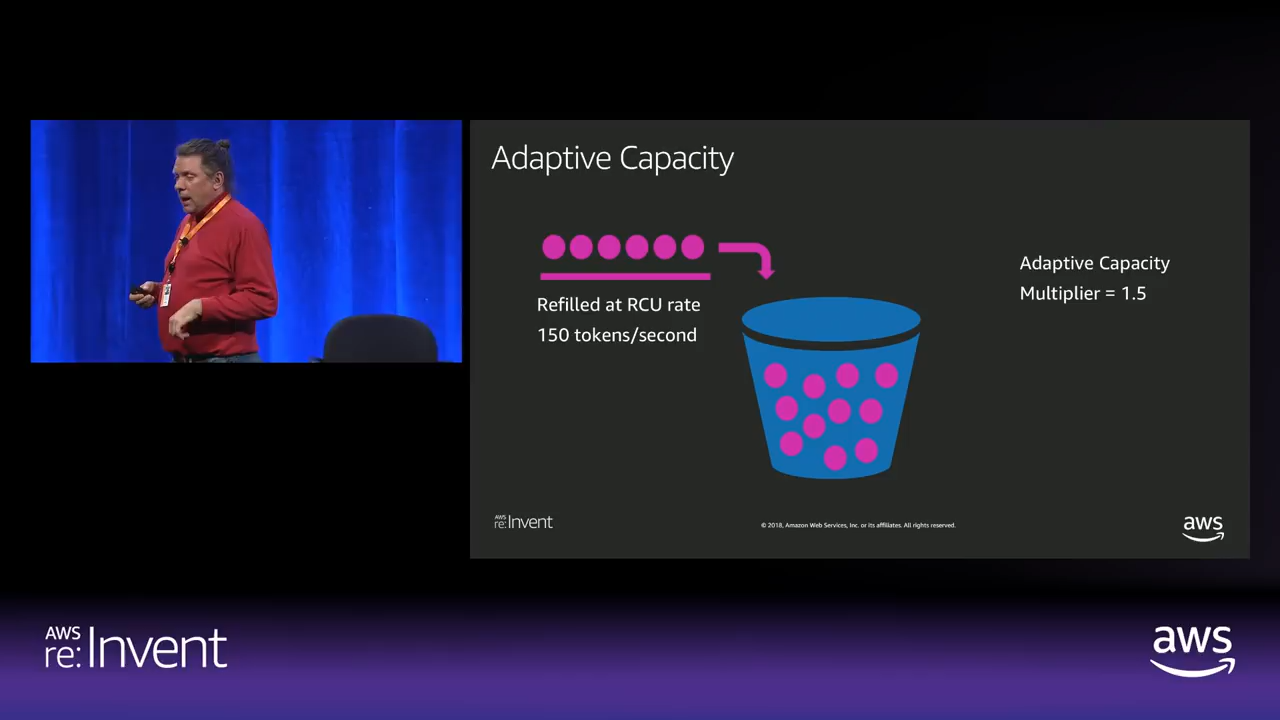 Adaptive Capacity
Refilled at RCU rate
150 tokens/second
Adaptive Capacity
Multiplier = 1.5
AWS
re:Invent
© 2018, Amazon Web Services, Inc. or its affiliates. All rights reserved.
aws
AWS
re:Invent
aws